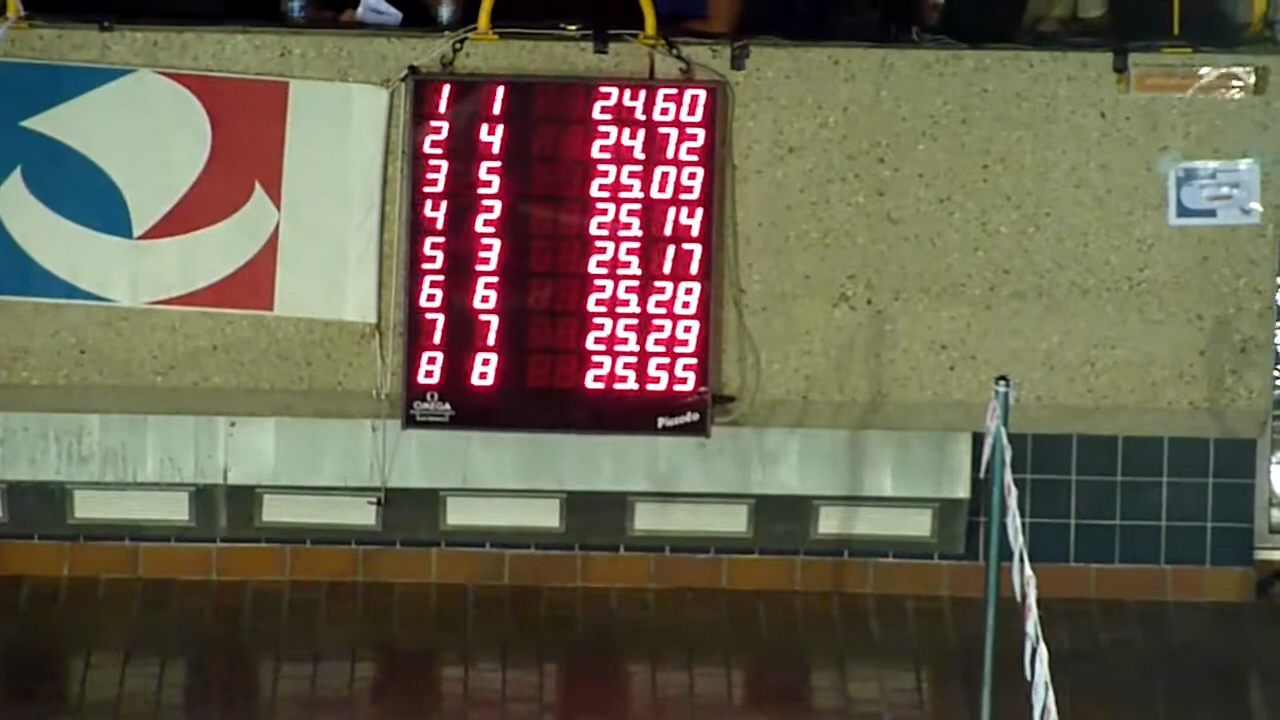 1 1 24.60
2 4 24.72
3 5 25.09
4 2 25.14
5 3 25.17
6 6 25.28
7 7 25.29
8 8 25.55
OMEGA
Piccolo